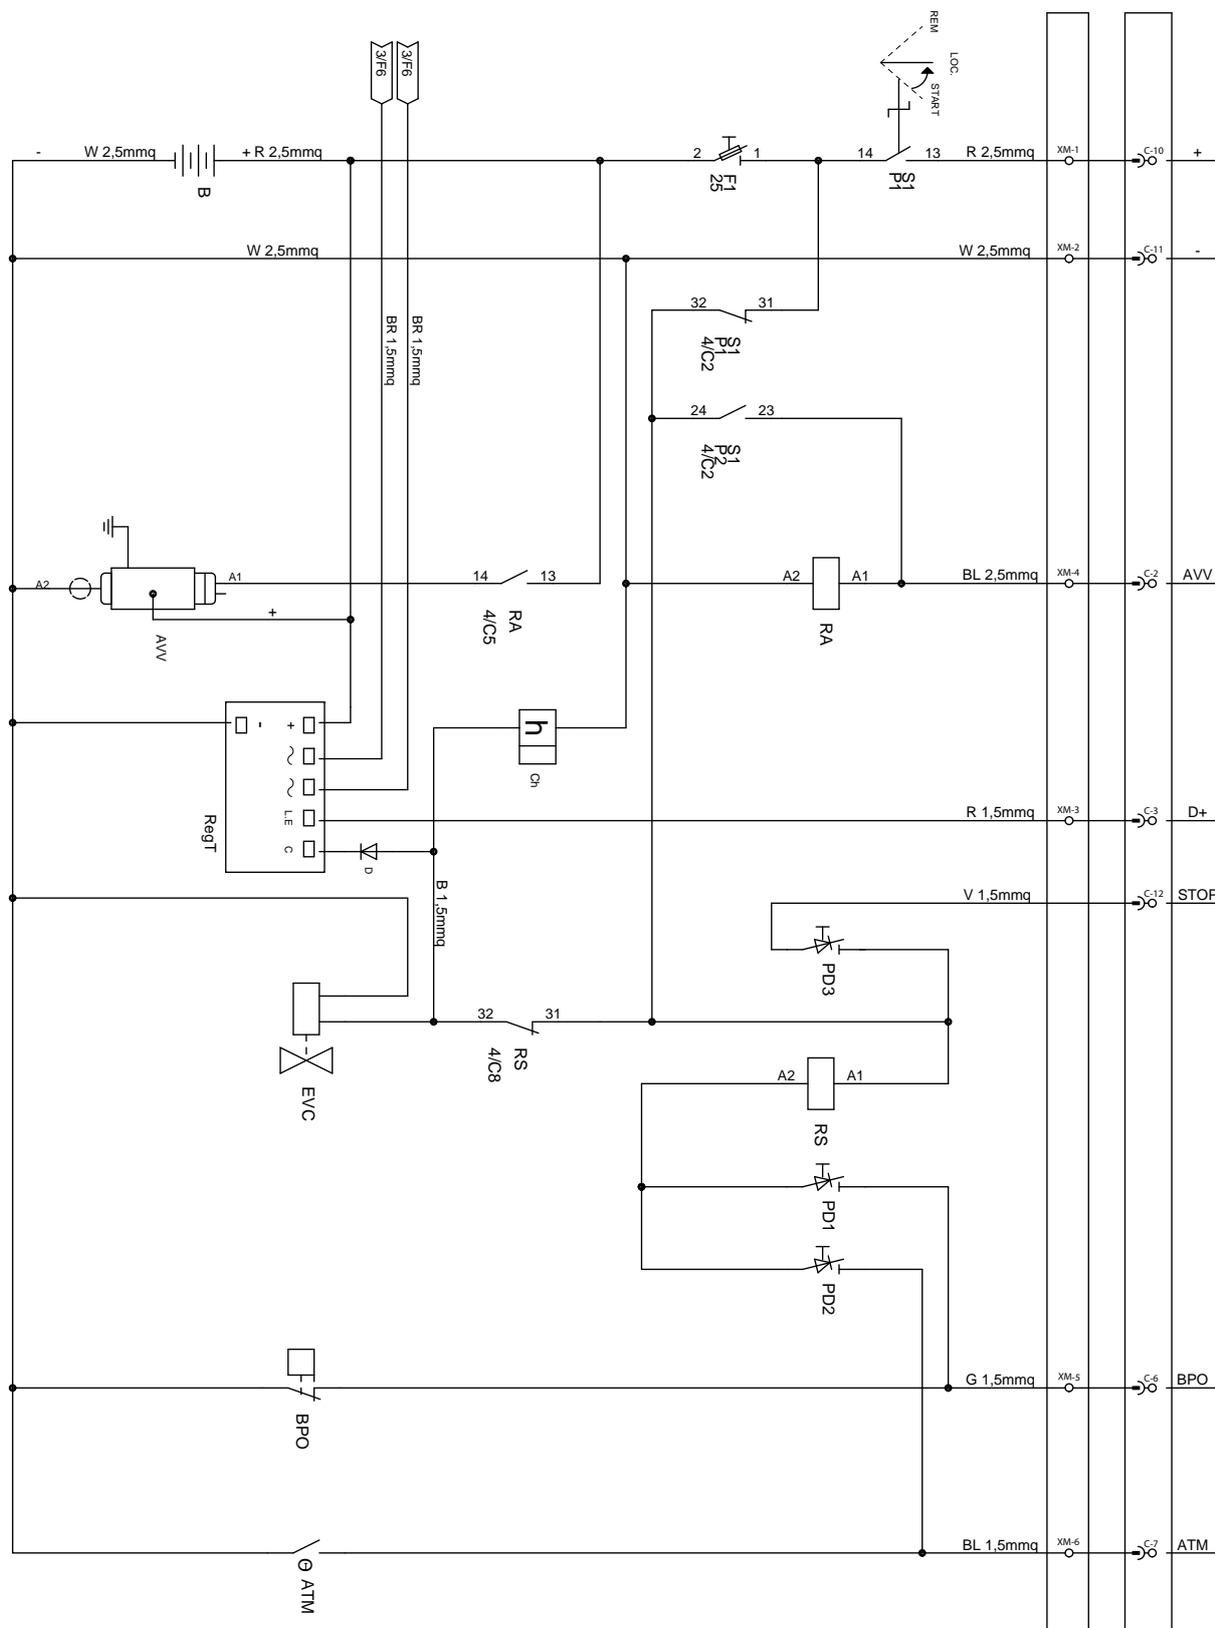 REM
LOC.
START
3/F6
3/F6
-
W 2,5mmq
+ R 2,5mmq
B
2
1
F1
25
14
13
S1
P1
R 2,5mmq
XM-1
C-10
+
W 2,5mmq
W 2,5mmq
XM-2
C-11
-
32
31
S1
P1
4/C2
BR 1,5mmq
BR 1,5mmq
24
23
S1
P2
4/C2
A2
A1
+
AVV
14
13
RA
4/C5
A2
A1
RA
BL 2,5mmq
XM-4
C-2
AVV
h
Ch
+
-
L.E
C
RegT
D
R 1,5mmq
XM-3
C-3
D+
B 1,5mmq
V 1,5mmq
C-12
STOP
PD3
32
31
RS
4/C8
EVC
A2
A1
RS
PD1
PD2
BPO
G 1,5mmq
XM-5
C-6
BPO
ATM
BL 1,5mmq
XM-6
C-7
ATM